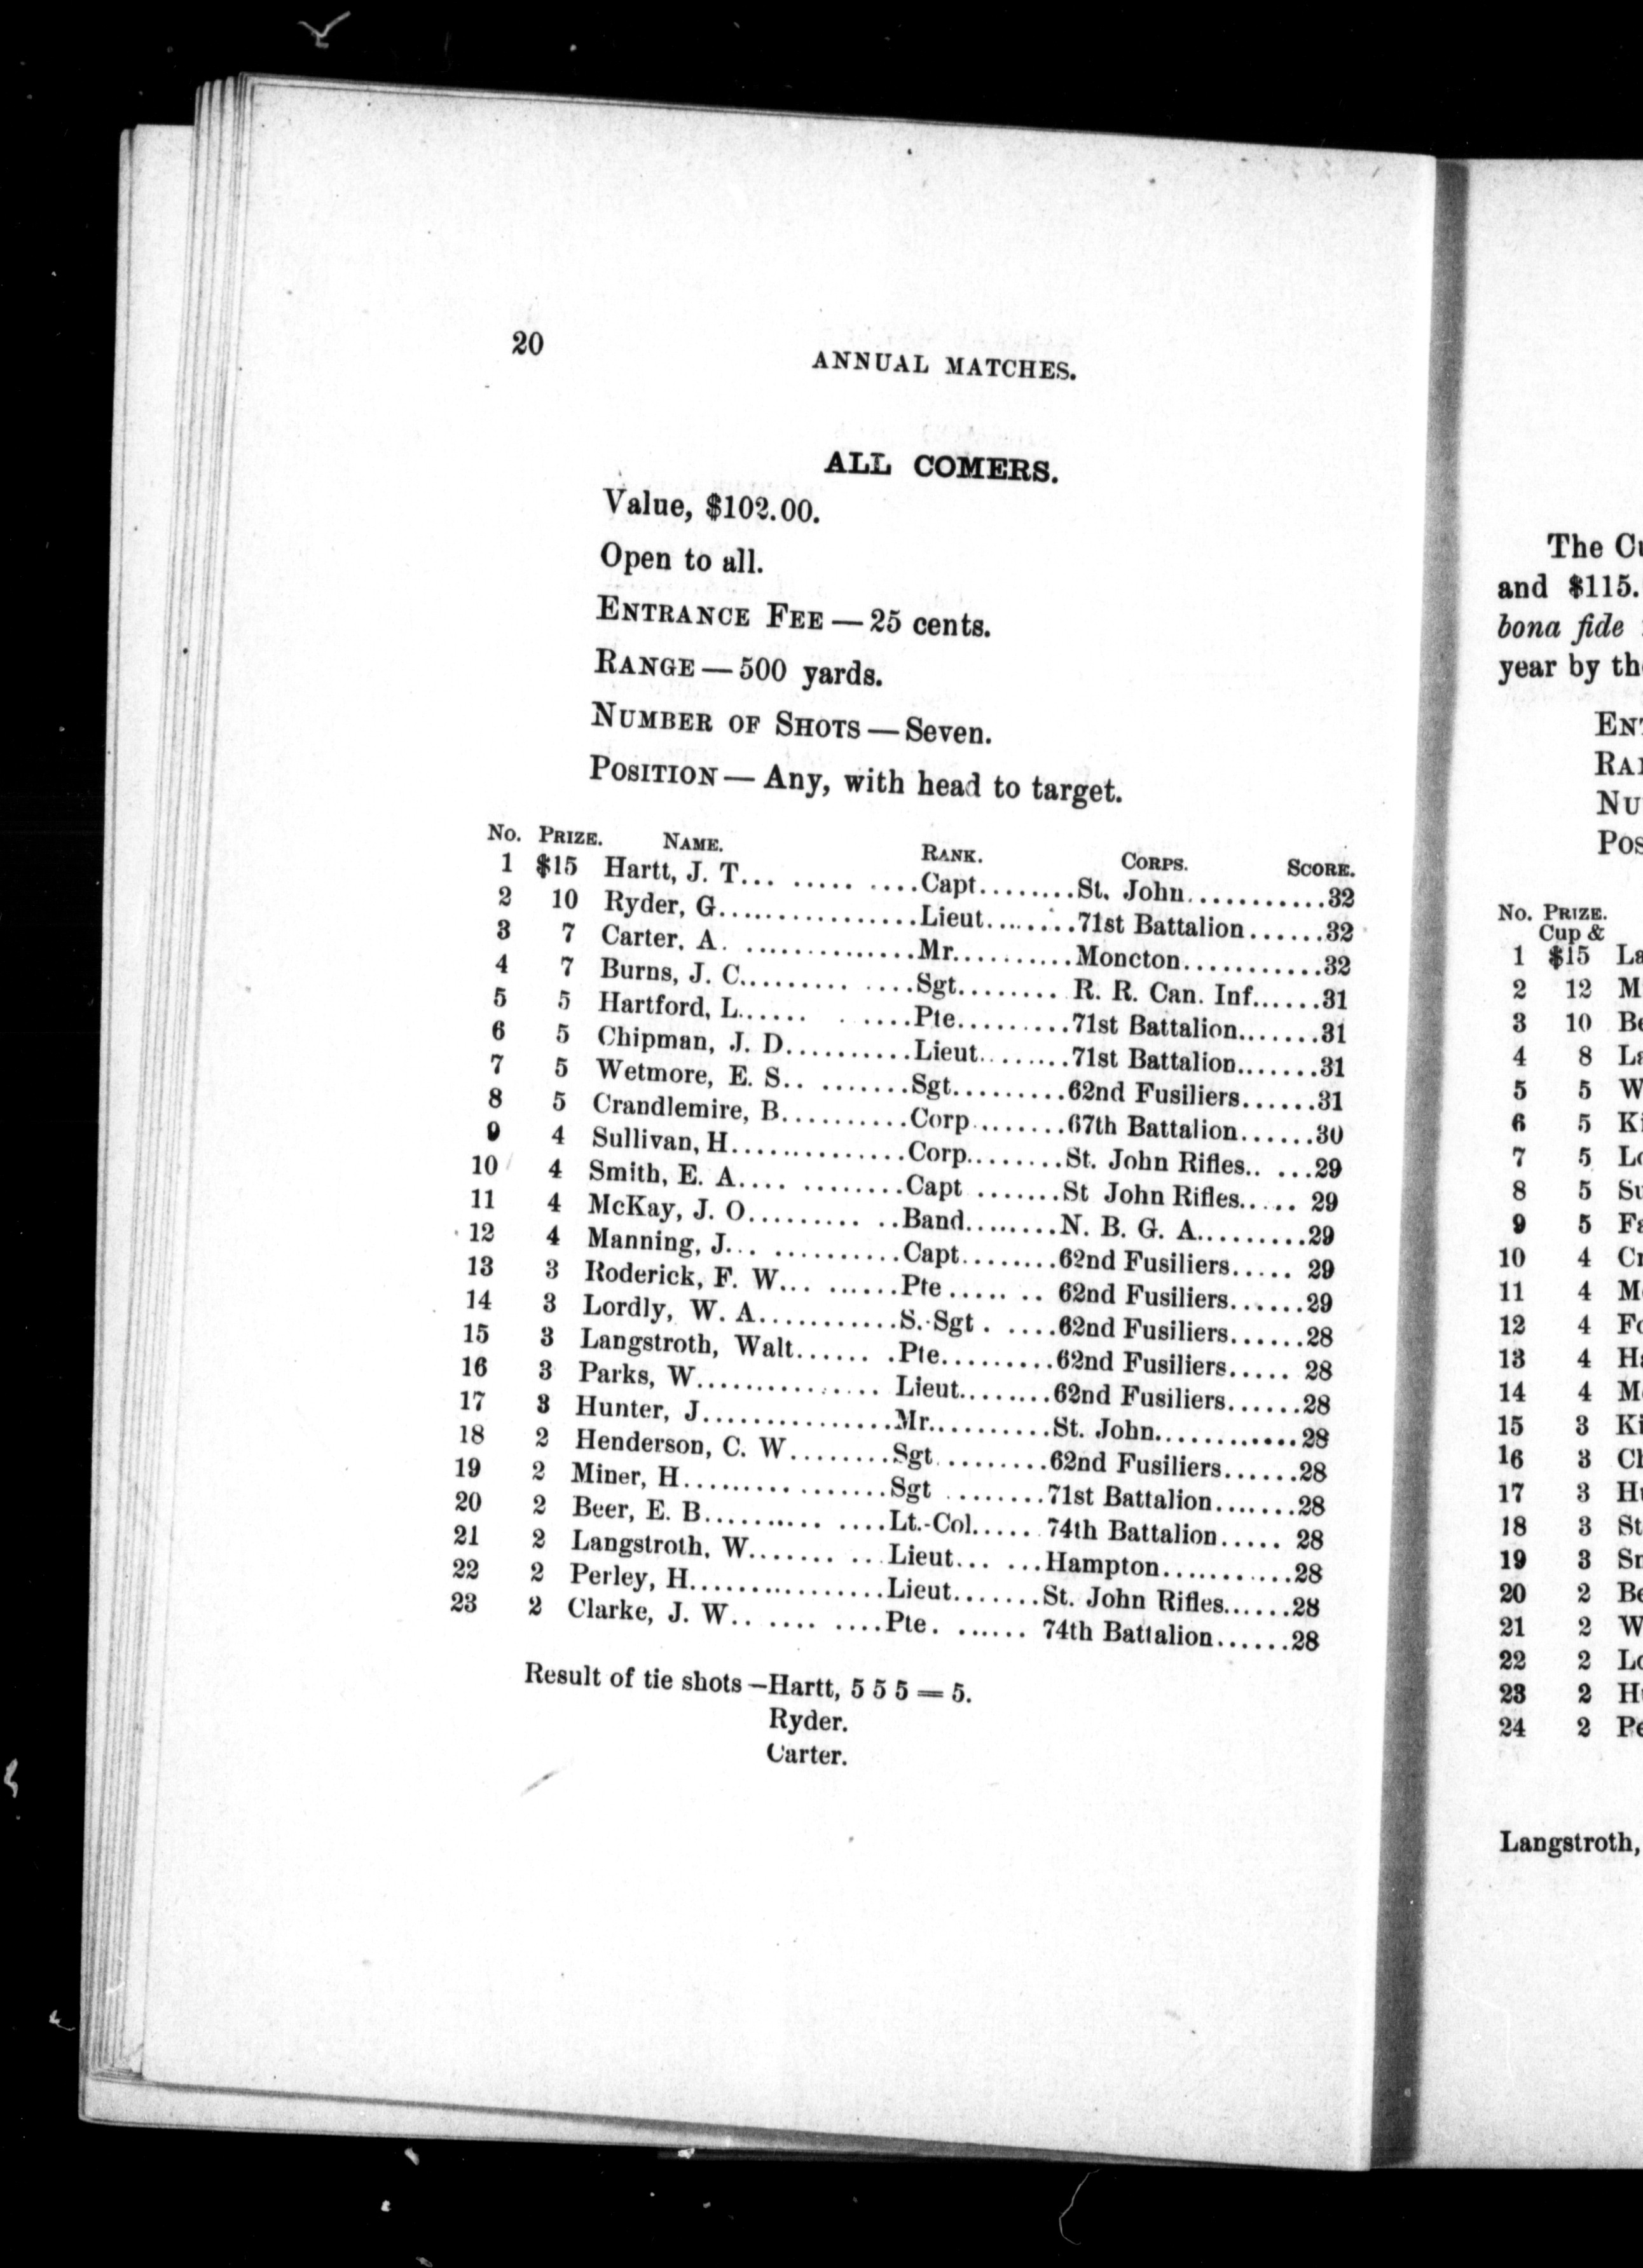 20
ANNUAL MATCHES.
ALL COMERS.
Value, $102.00.
Open to all.
ENTRANCE FEE — 25 cents.
RANGE — 500 yards.
NUMBER OF SHOTS — Seven.
POSITION — Any, with head to target.
No. PRIZE. NAME. RANK. CORPS. SCORE.
1 $15 Hartt, J. T... ..... .....Capt........St. John............32
2 10 Ryder, G.................Lieut........71st Battalion......32
3 7 Carter, A. ...............Mr..........Moncton............32
4 7 Burns, J. C......... ....Sgt........ R. R. Can. Inf......31
5 5 Hartford, L...... . ....Pte.........71st Battalion.......31
6 5 Chipman, J. D..........Lieut........71st Battalion.......31
7 5 Wetmore, E. S.. ........Sgt.........62nd Fusiliers......31
8 5 Crandlemire, B..........Corp........67th Battalion......30
9 4 Sullivan, H..............Corp........St. John Rifles.. ...29
10 4 Smith, E. A.... .........Capt .......St John Rifles..... 29
11 4 McKay, J. O......... ..Band........N. B. G. A.........29
12 4 Manning, J... ..........Capt........62nd Fusiliers..... 29
13 3 Roderick, F. W... ......Pte ..... .. 62nd Fusiliers......29
14 3 Lordly, W. A...........S.-Sgt . ....62nd Fusiliers......28
15 3 Langstroth, Walt...... .Pte.........62nd Fusiliers..... 28
16 3 Parks, W............... Lieut........62nd Fusiliers......28
17 3 Hunter, J...............Mr..........St. John............28
18 2 Henderson, C. W........Sgt.........62nd Fusiliers......28
19 2 Miner, H.................Sgt ........71st Battalion.......28
20 2 Beer, E. B......... ....Lt.-Col..... 74th Battalion..... 28
21 2 Langstroth, W....... ...Lieut... ...Hampton...........28
22 2 Perley, H................Lieut.......St. John Rifles......28
23 2 Clarke, J. W.. .... ....Pte. ...... 74th Battalion......28
Result of tie shots —Hartt, 5 5 5 = 5.
Ryder.
Carter.
The
and $115.
bona fide
year by
No. PRIZE.
Cup &
1 $15
2 12
3 10
4 8
5 5
6 5
7 5
8 5
9 5
10 4
11 4
12 4
13 4
14 4
15 3
16 3
17 3
18 3
19 3
20 2
21 2
22 2
23 2
24 2
Langstroth,